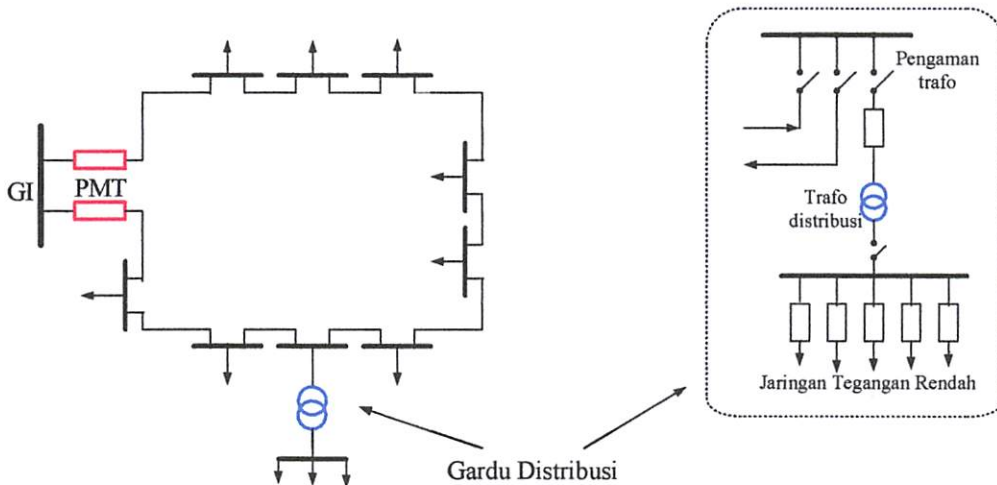 GI
PMT
Gardu Distribusi
Pengaman
trafo
Trafo
distribusi
Jaringan Tegangan Rendah